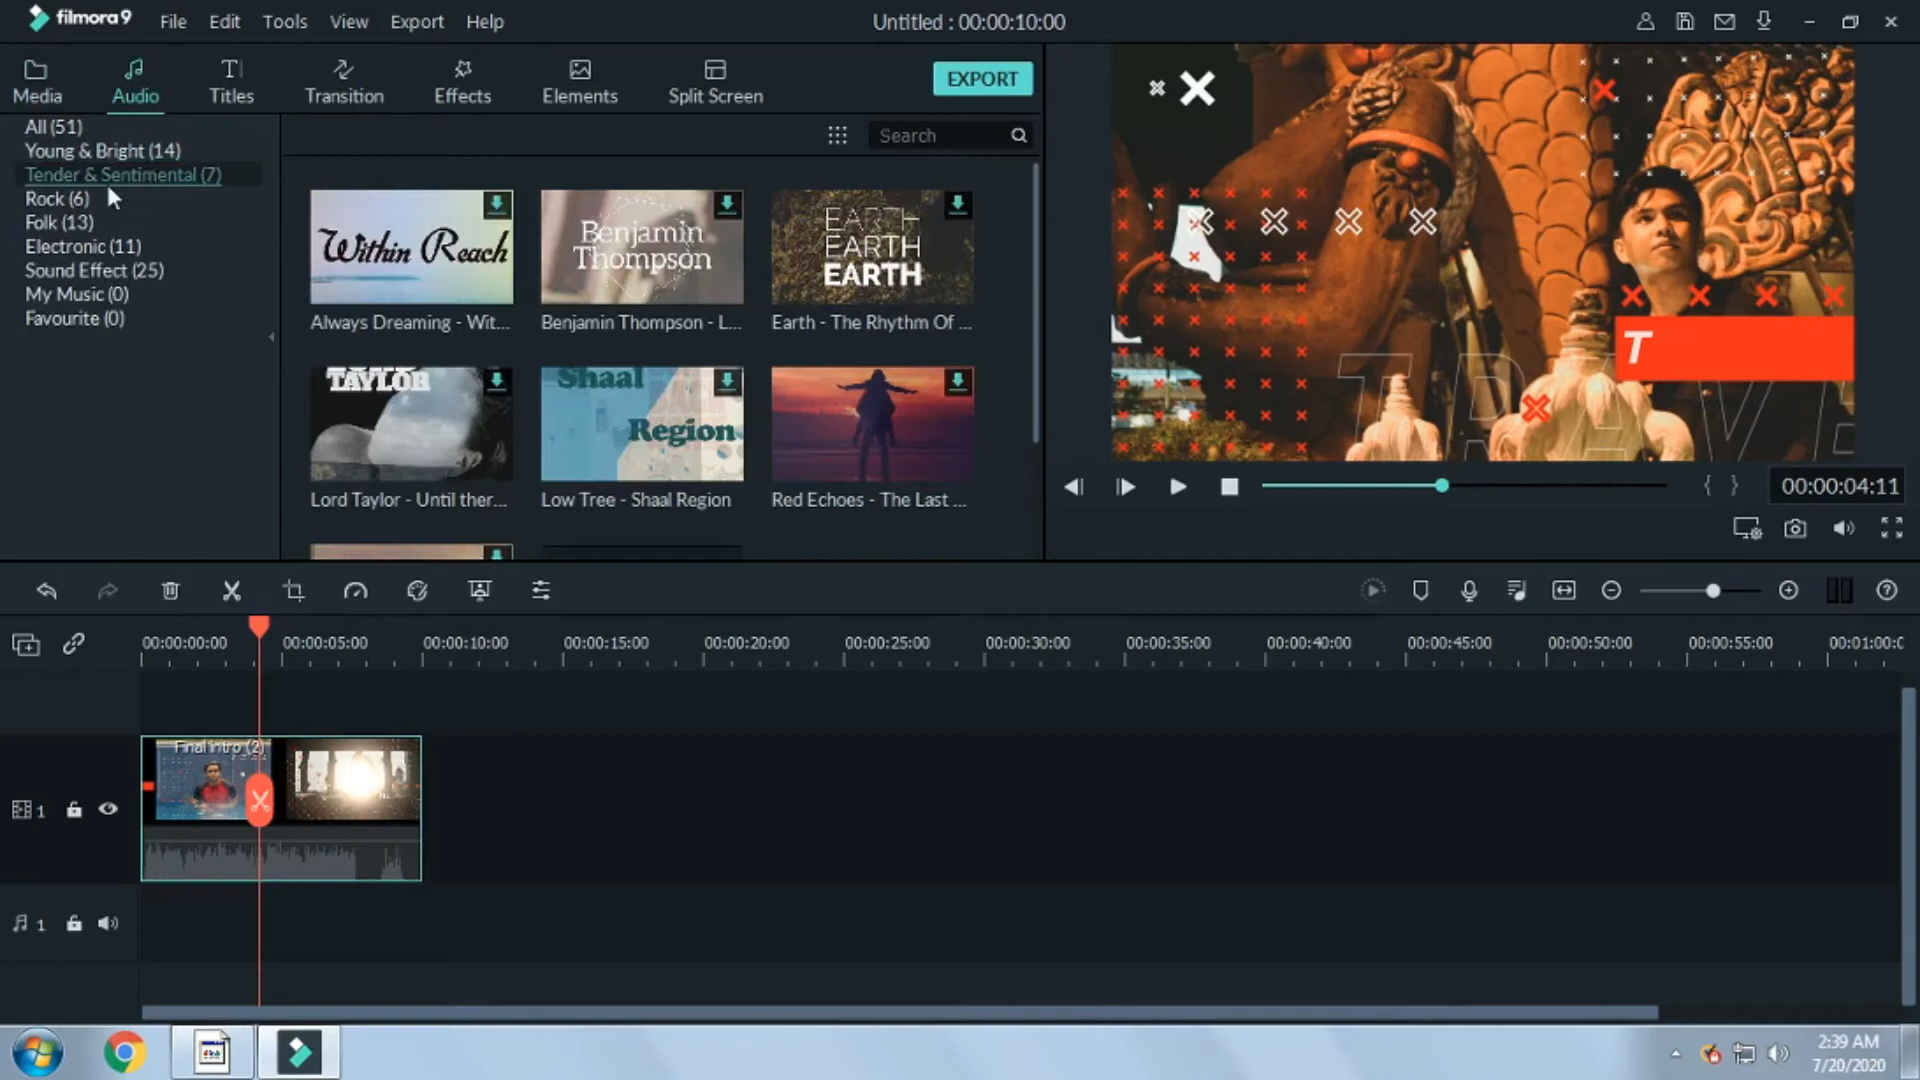 filmora9
File Edit Tools View Export Help
Untitled : 00:00:10:00
Media
Audio
Titles
Transition
Effects
Elements
Split Screen
EXPORT
All (51)
Young & Bright (14)
Tender & Sentimental (7)
Rock (6)
Folk (13)
Electronic (11)
Sound Effect (25)
My Music (0)
Favourite (0)
Search
Within Reach
Always Dreaming - Wit...
Benjamin
Thompson
Benjamin Thompson - L...
EARTH
EARTH
EARTH
Earth - The Rhythm Of ...
TAYLOR
Lord Taylor - Until ther...
Shaal
Region
Low Tree - Shaal Region
Red Echoes - The Last ...
T
TRAVE
00:00:04:11
00:00:00:00
00:00:05:00
00:00:10:00
00:00:15:00
00:00:20:00
00:00:25:00
00:00:30:00
00:00:35:00
00:00:40:00
00:00:45:00
00:00:50:00
00:00:55:00
00:01:00:0
Final intro (2)
1
1
2:39 AM
7/20/2020